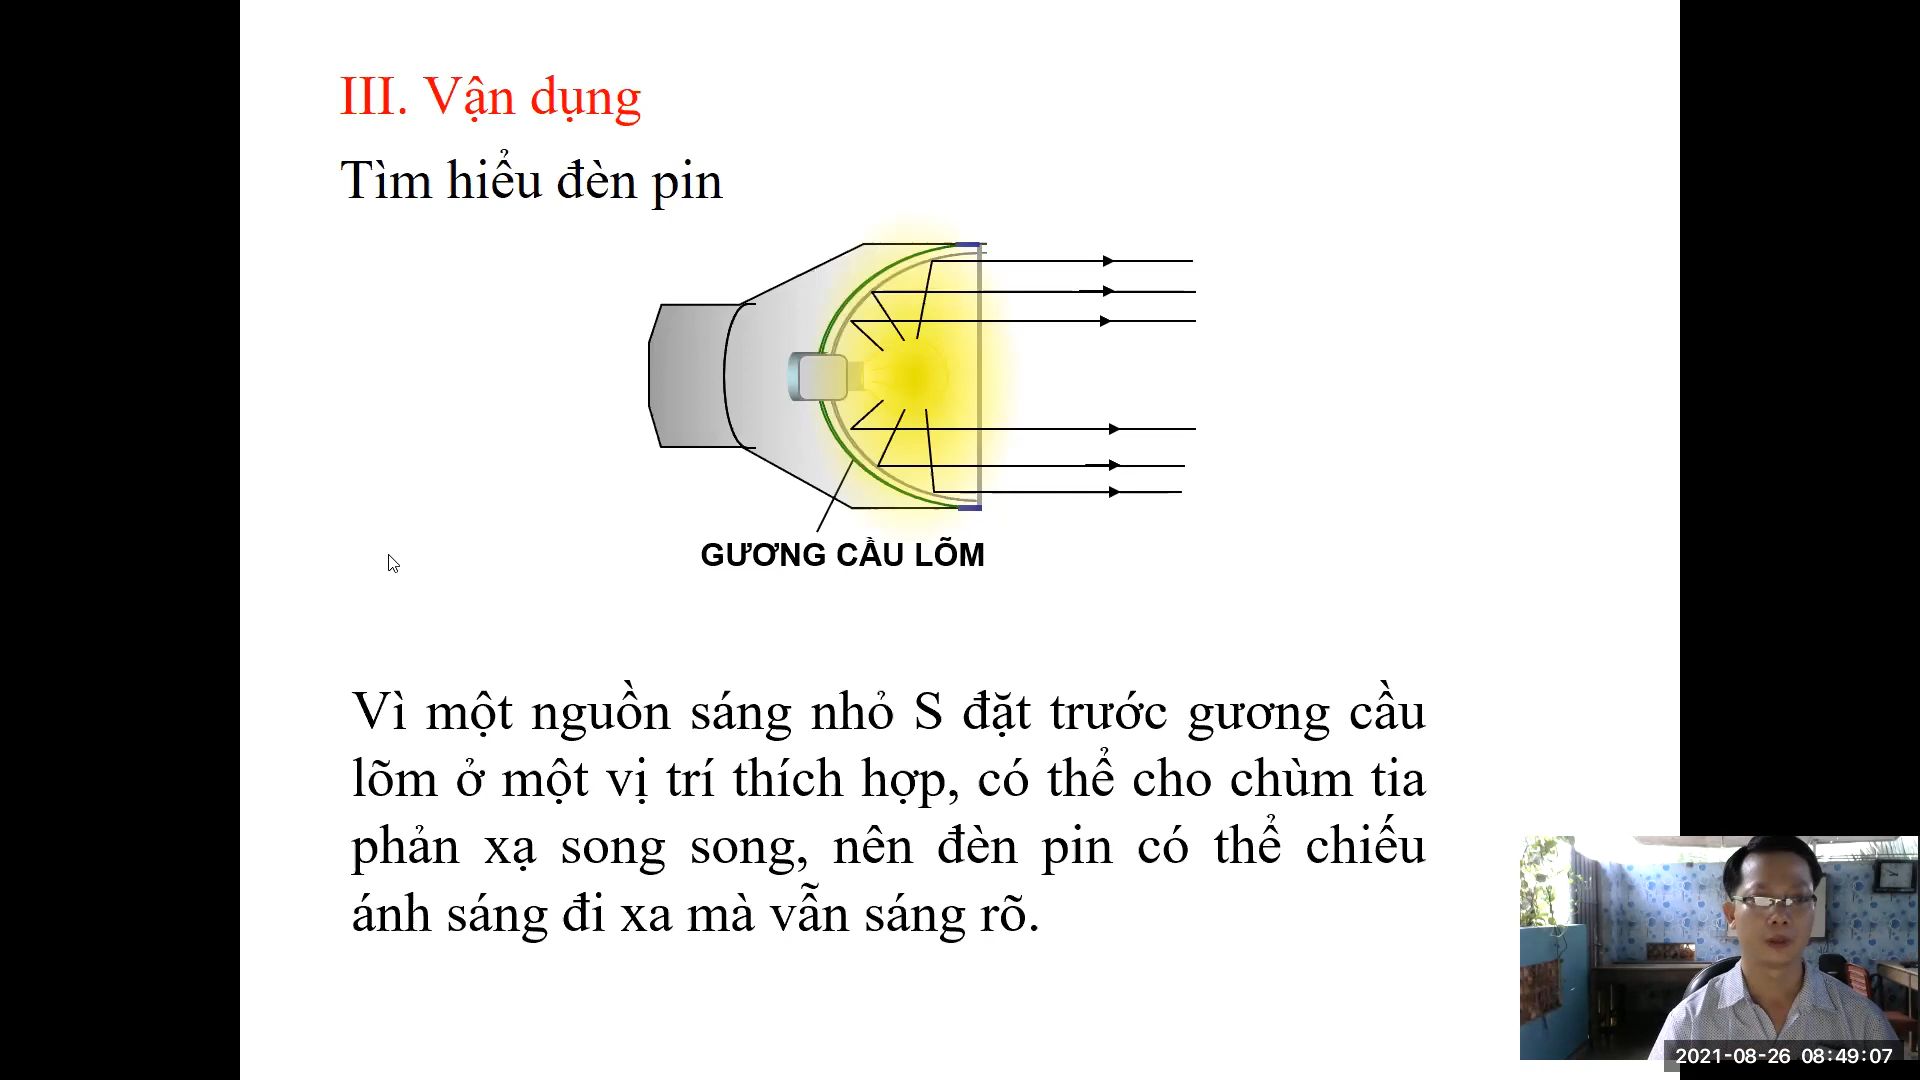 III. Vận dụng
Tìm hiểu đèn pin
GƯƠNG CẦU LÕM
Vì một nguồn sáng nhỏ S đặt trước gương cầu
lõm ở một vị trí thích hợp, có thể cho chùm tia
phản xạ song song, nên đèn pin có thể chiếu
ánh sáng đi xa mà vẫn sáng rõ.
2021-08-26 08:49:07